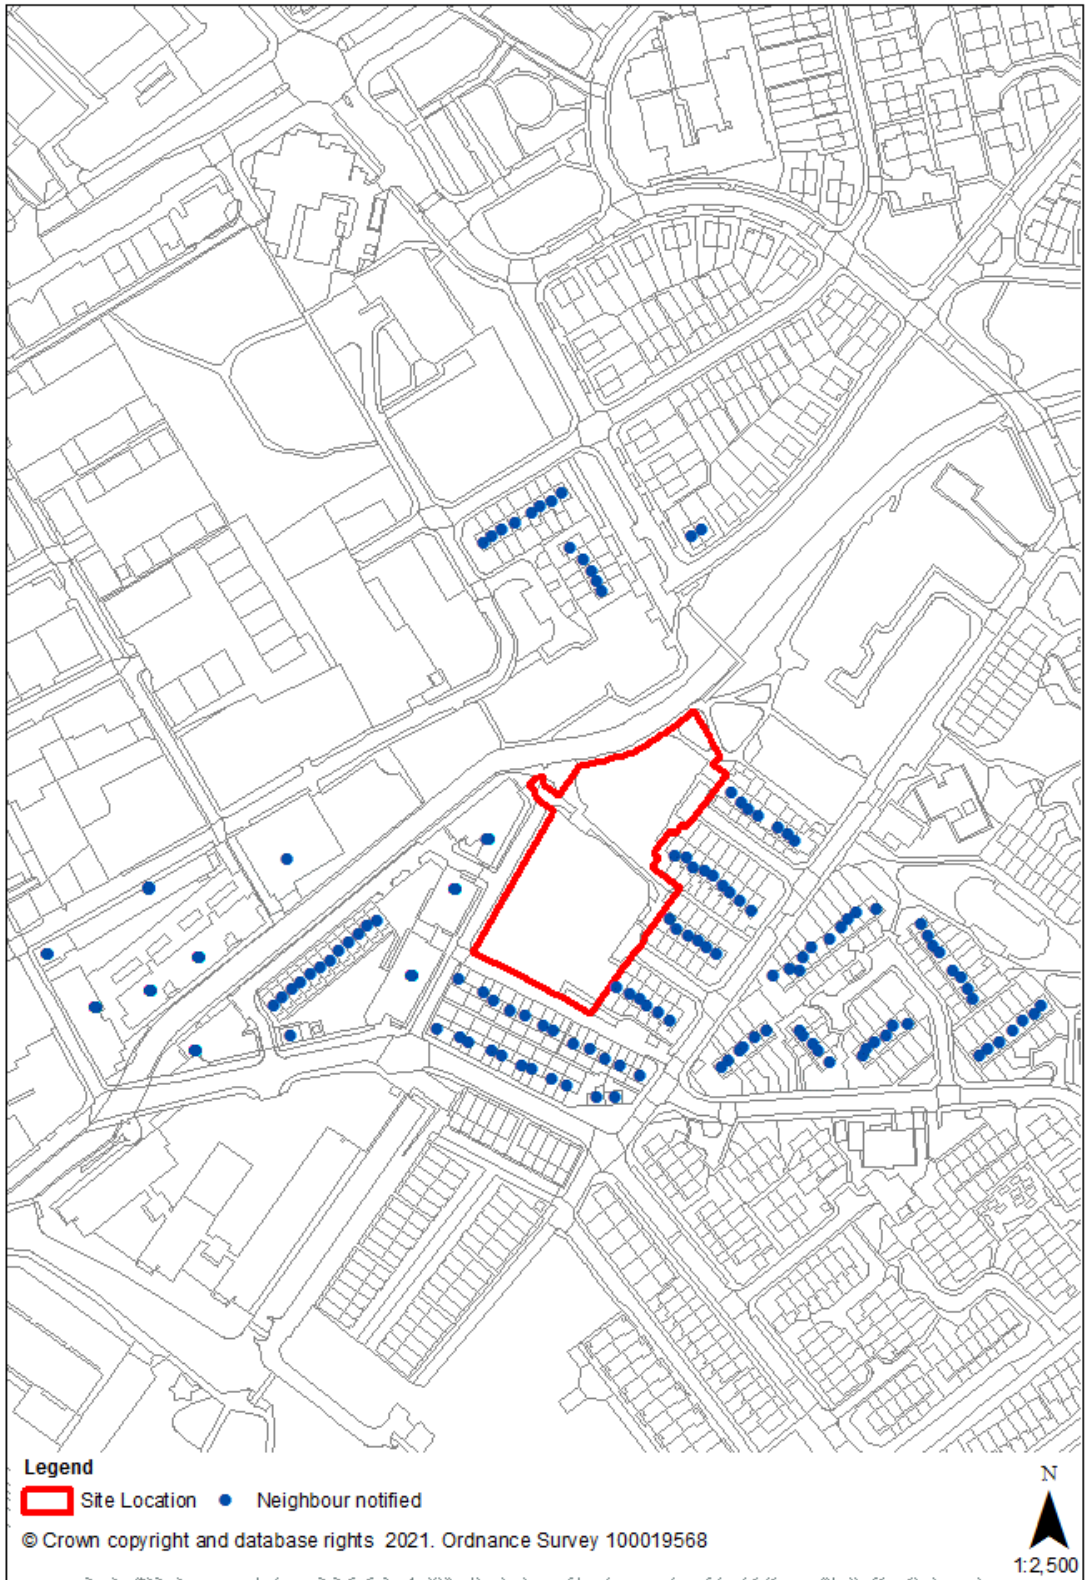 Legend
Site Location Neighbour notified
© Crown copyright and database rights 2021. Ordnance Survey 100019568
N
1:2,500